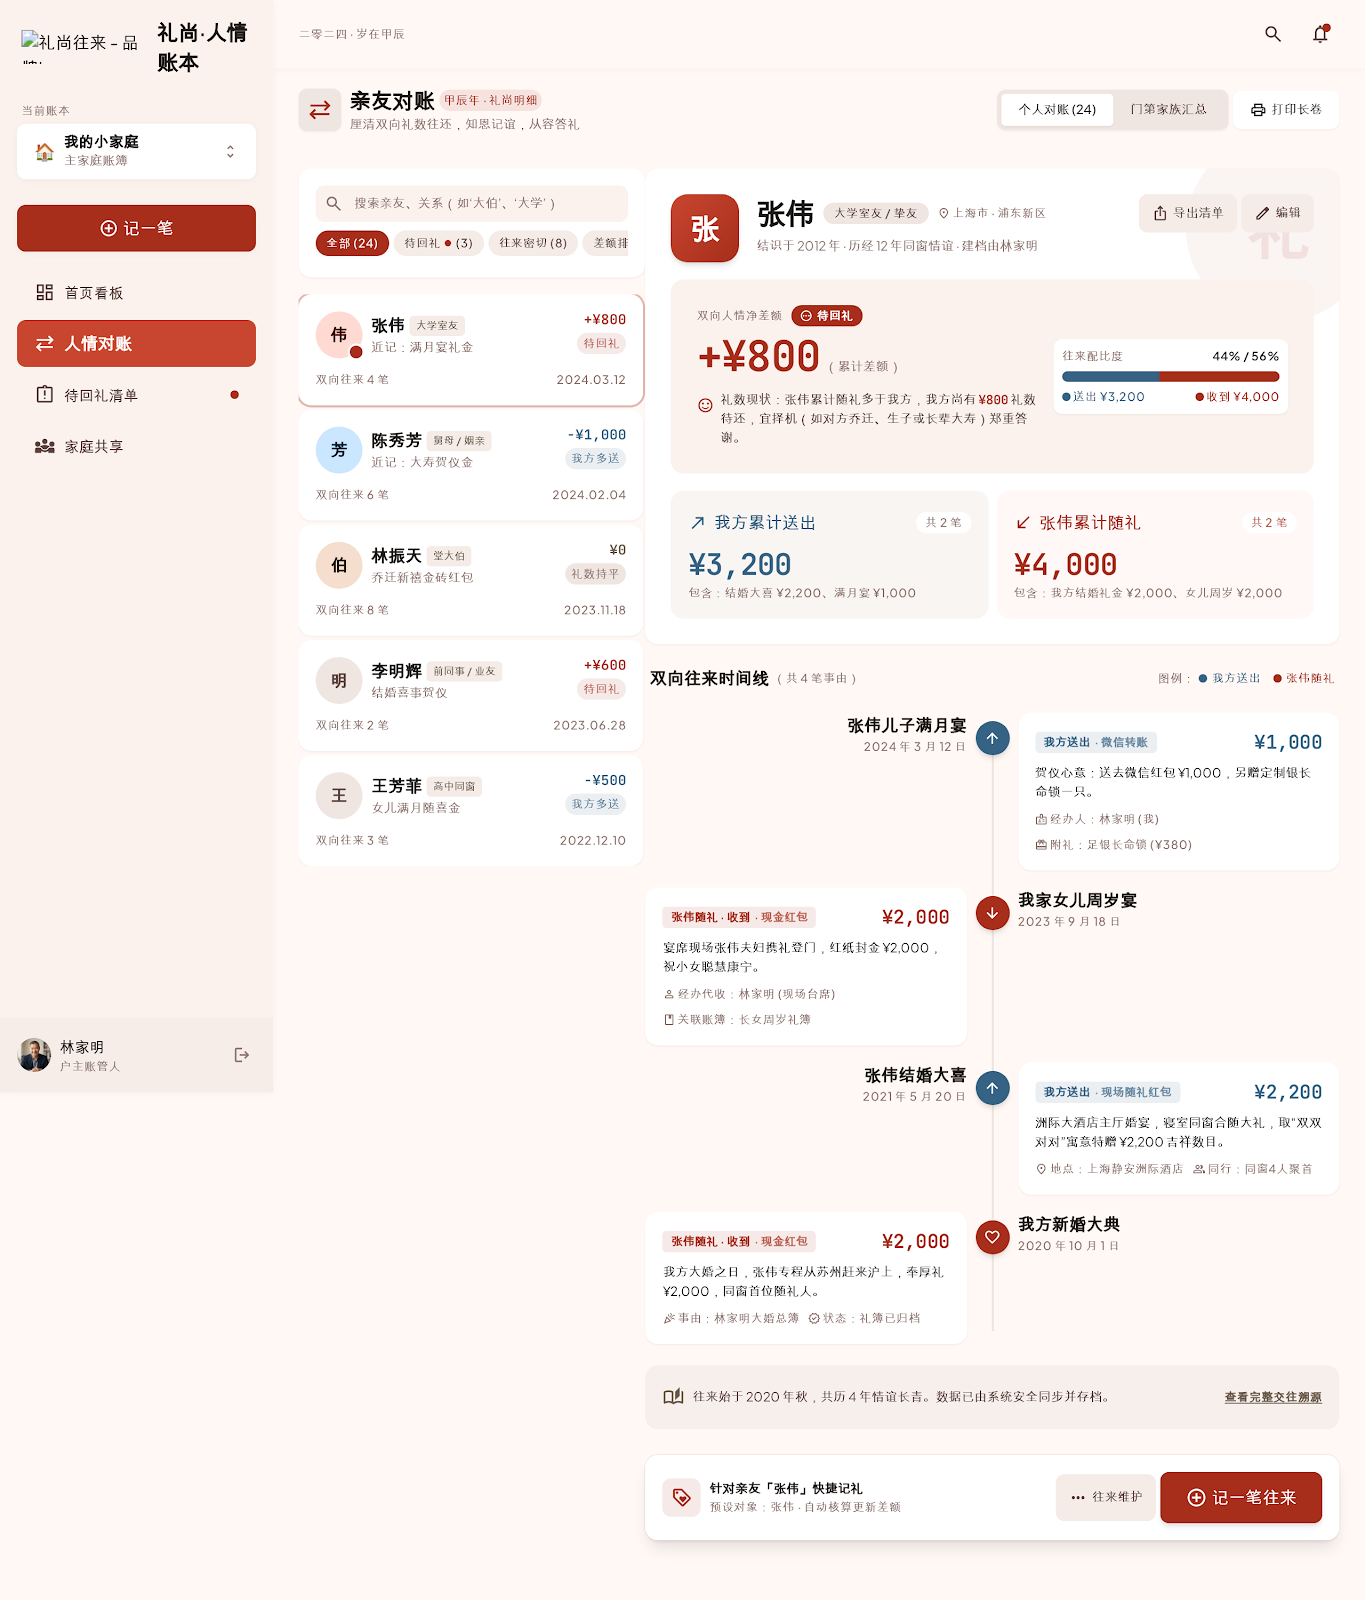 礼尚往来 - 品
礼尚·人情
账本
当前账本
我的小家庭
主家庭账簿
记一笔
首页看板
人情对账
待回礼清单
家庭共享
林家明
户主账管人
二零二四 · 岁在甲辰
亲友对账
甲辰年 · 礼尚明细
厘清双向礼数往还，知恩记谊，从容答礼
个人对账 (24)
门第家族汇总
打印长卷
搜索亲友、关系（如‘大伯’、‘大学’）
全部 (24)
待回礼 (3)
往来密切 (8)
差额排
伟
张伟
大学室友
近记：满月宴礼金
+¥800
待回礼
双向往来 4 笔
2024.03.12
芳
陈秀芳
舅母 / 姻亲
近记：大寿贺仪金
-¥1,000
我方多送
双向往来 6 笔
2024.02.04
伯
林振天
堂大伯
乔迁新禧金砖红包
¥0
礼数持平
双向往来 8 笔
2023.11.18
明
李明辉
前同事 / 业友
结婚喜事贺仪
+¥600
待回礼
双向往来 2 笔
2023.06.28
王
王芳菲
高中同窗
女儿满月随喜金
-¥500
我方多送
双向往来 3 笔
2022.12.10
张
张伟
大学室友 / 挚友
上海市 · 浦东新区
结识于 2012 年 · 历经 12 年同窗情谊 · 建档由林家明
礼
导出清单
编辑
双向人情净差额
待回礼
+¥800
（累计差额）
礼数现状：张伟累计随礼多于我方，我方尚有 ¥800 礼数
待还，宜择机（如对方乔迁、生子或长辈大寿）郑重答
谢。
往来配比度
44% / 56%
送出 ¥3,200
收到 ¥4,000
我方累计送出
共 2 笔
¥3,200
包含：结婚大喜 ¥2,200、满月宴 ¥1,000
张伟累计随礼
共 2 笔
¥4,000
包含：我方结婚礼金 ¥2,000、女儿周岁 ¥2,000
双向往来时间线
（共 4 笔事由）
图例：
我方送出
张伟随礼
张伟儿子满月宴
2024 年 3 月 12 日
我方送出 · 微信转账
¥1,000
贺仪心意：送去微信红包 ¥1,000，另赠定制银长
命锁一只。
经办人：林家明 (我)
附礼：足银长命锁 (¥380)
我家女儿周岁宴
2023 年 9 月 18 日
张伟随礼 · 收到 · 现金红包
¥2,000
宴席现场张伟夫妇携礼登门，红纸封金 ¥2,000，
祝小女聪慧康宁。
经办代收：林家明 (现场台席)
关联账簿：长女周岁礼簿
张伟结婚大喜
2021 年 5 月 20 日
我方送出 · 现场随礼红包
¥2,200
洲际大酒店主厅婚宴，寝室同窗合随大礼，取“双双
对对”寓意特赠 ¥2,200 吉祥数目。
地点：上海静安洲际酒店
同行：同窗4人聚首
我方新婚大典
2020 年 10 月 1 日
张伟随礼 · 收到 · 现金红包
¥2,000
我方大婚之日，张伟专程从苏州赶来沪上，奉厚礼
¥2,000，同窗首位随礼人。
事由：林家明大婚总簿
状态：礼簿已归档
往来始于 2020 年秋，共历 4 年情谊长青。数据已由系统安全同步并存档。
查看完整交往溯源
针对亲友「张伟」快捷记礼
预设对象：张伟 · 自动核算更新差额
往来维护
记一笔往来